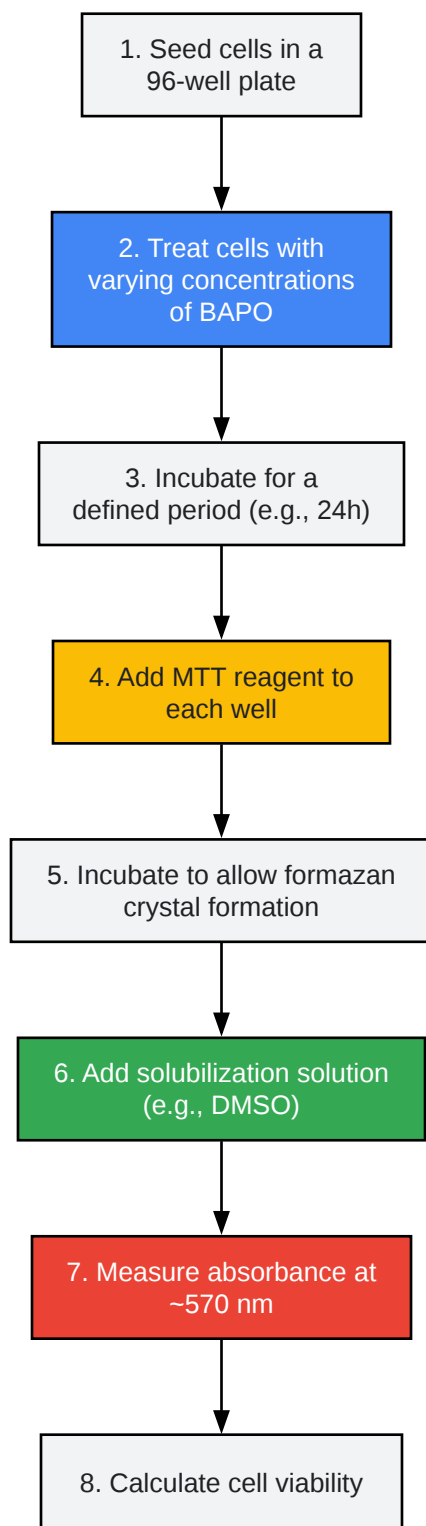 1. Seed cells in a
96-well plate
2. Treat cells with
varying concentrations
of BAPO
3. Incubate for a
defined period (e.g., 24h)
4. Add MTT reagent to
each well
5. Incubate to allow formazan
crystal formation
6. Add solubilization solution
(e.g., DMSO)
7. Measure absorbance at
~570 nm
8. Calculate cell viability